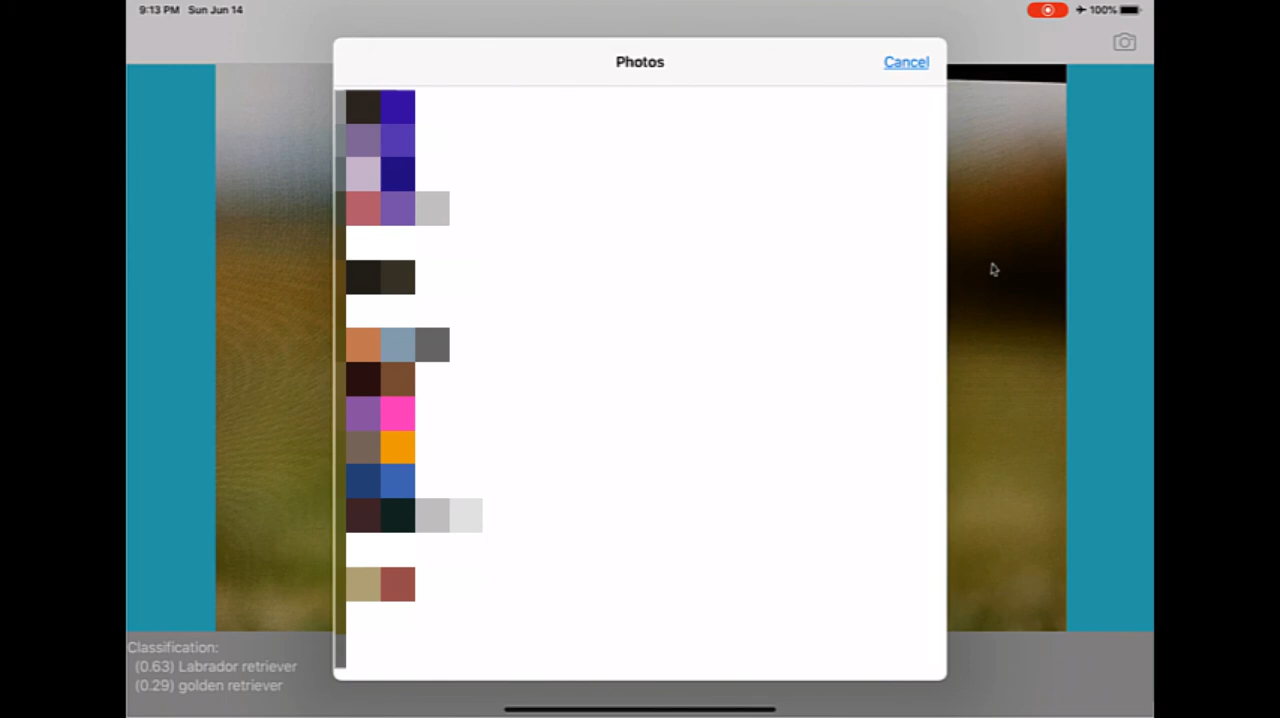 9:13 PM Sun Jun 14
100%
Photos
Cancel
Classification:
(0.63) Labrador retriever
(0.29) golden retriever